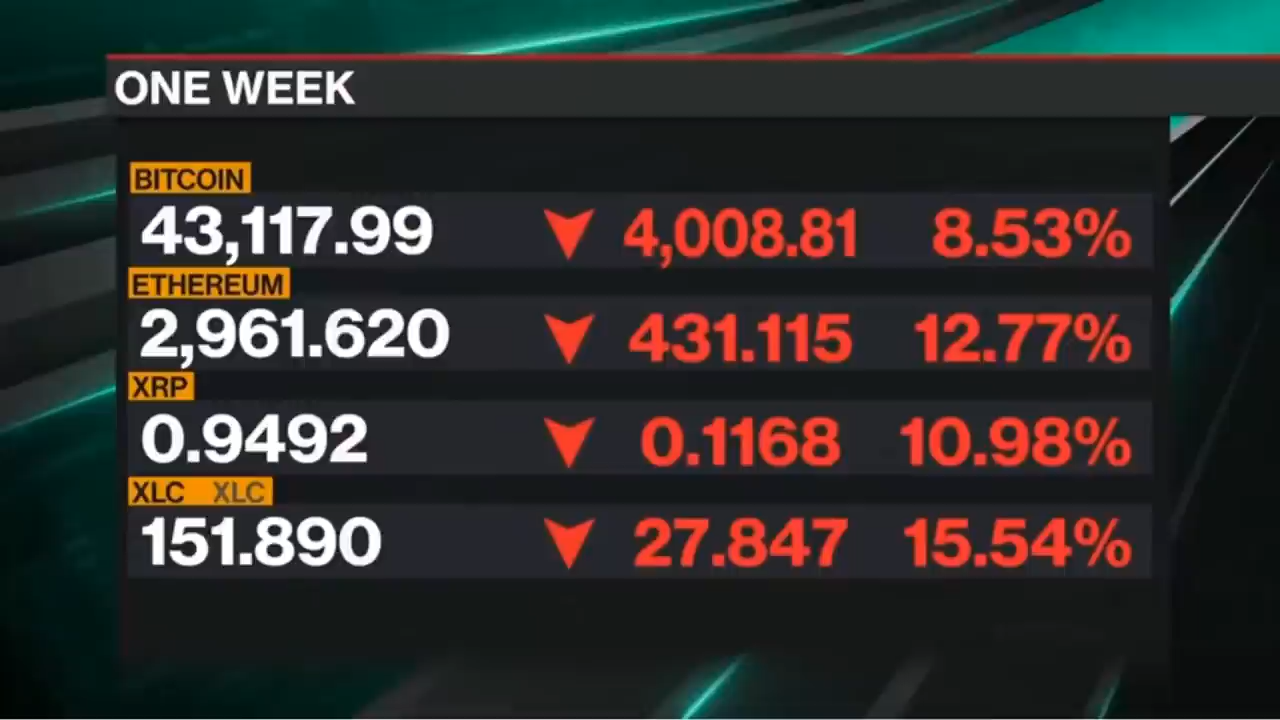 ONE WEEK
BITCOIN
43,117.99 4,008.81 8.53%
ETHEREUM
2,961.620 431.115 12.77%
XRP
0.9492 0.1168 10.98%
XLC XLC
151.890 27.847 15.54%